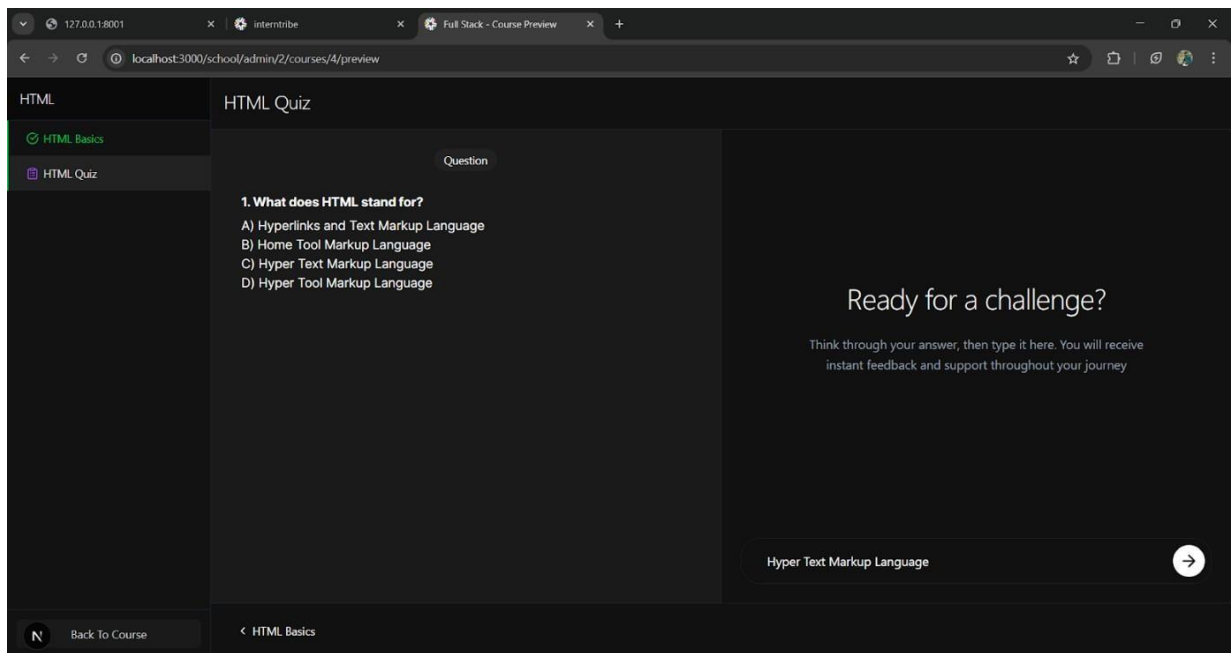 127.0.0.1:8001
interntribe
Full Stack - Course Preview
localhost:3000/school/admin/2/courses/4/preview
HTML
HTML Quiz
HTML Basics
HTML Quiz
Question
1. What does HTML stand for?
A) Hyperlinks and Text Markup Language
B) Home Tool Markup Language
C) Hyper Text Markup Language
D) Hyper Tool Markup Language
Ready for a challenge?
Think through your answer, then type it here. You will receive
instant feedback and support throughout your journey
Hyper Text Markup Language
N
Back To Course
< HTML Basics